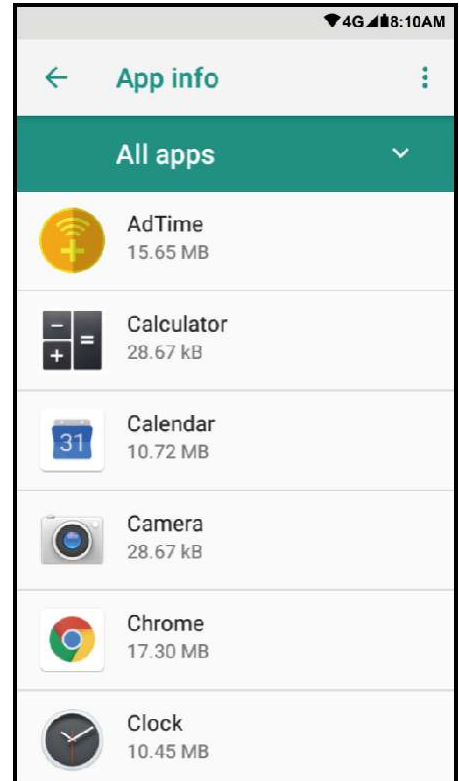 4G 8:10AM
App info
All apps
AdTime
15.65 MB
Calculator
28.67 kB
31
Calendar
10.72 MB
Camera
28.67 kB
Chrome
17.30 MB
Clock
10.45 MB